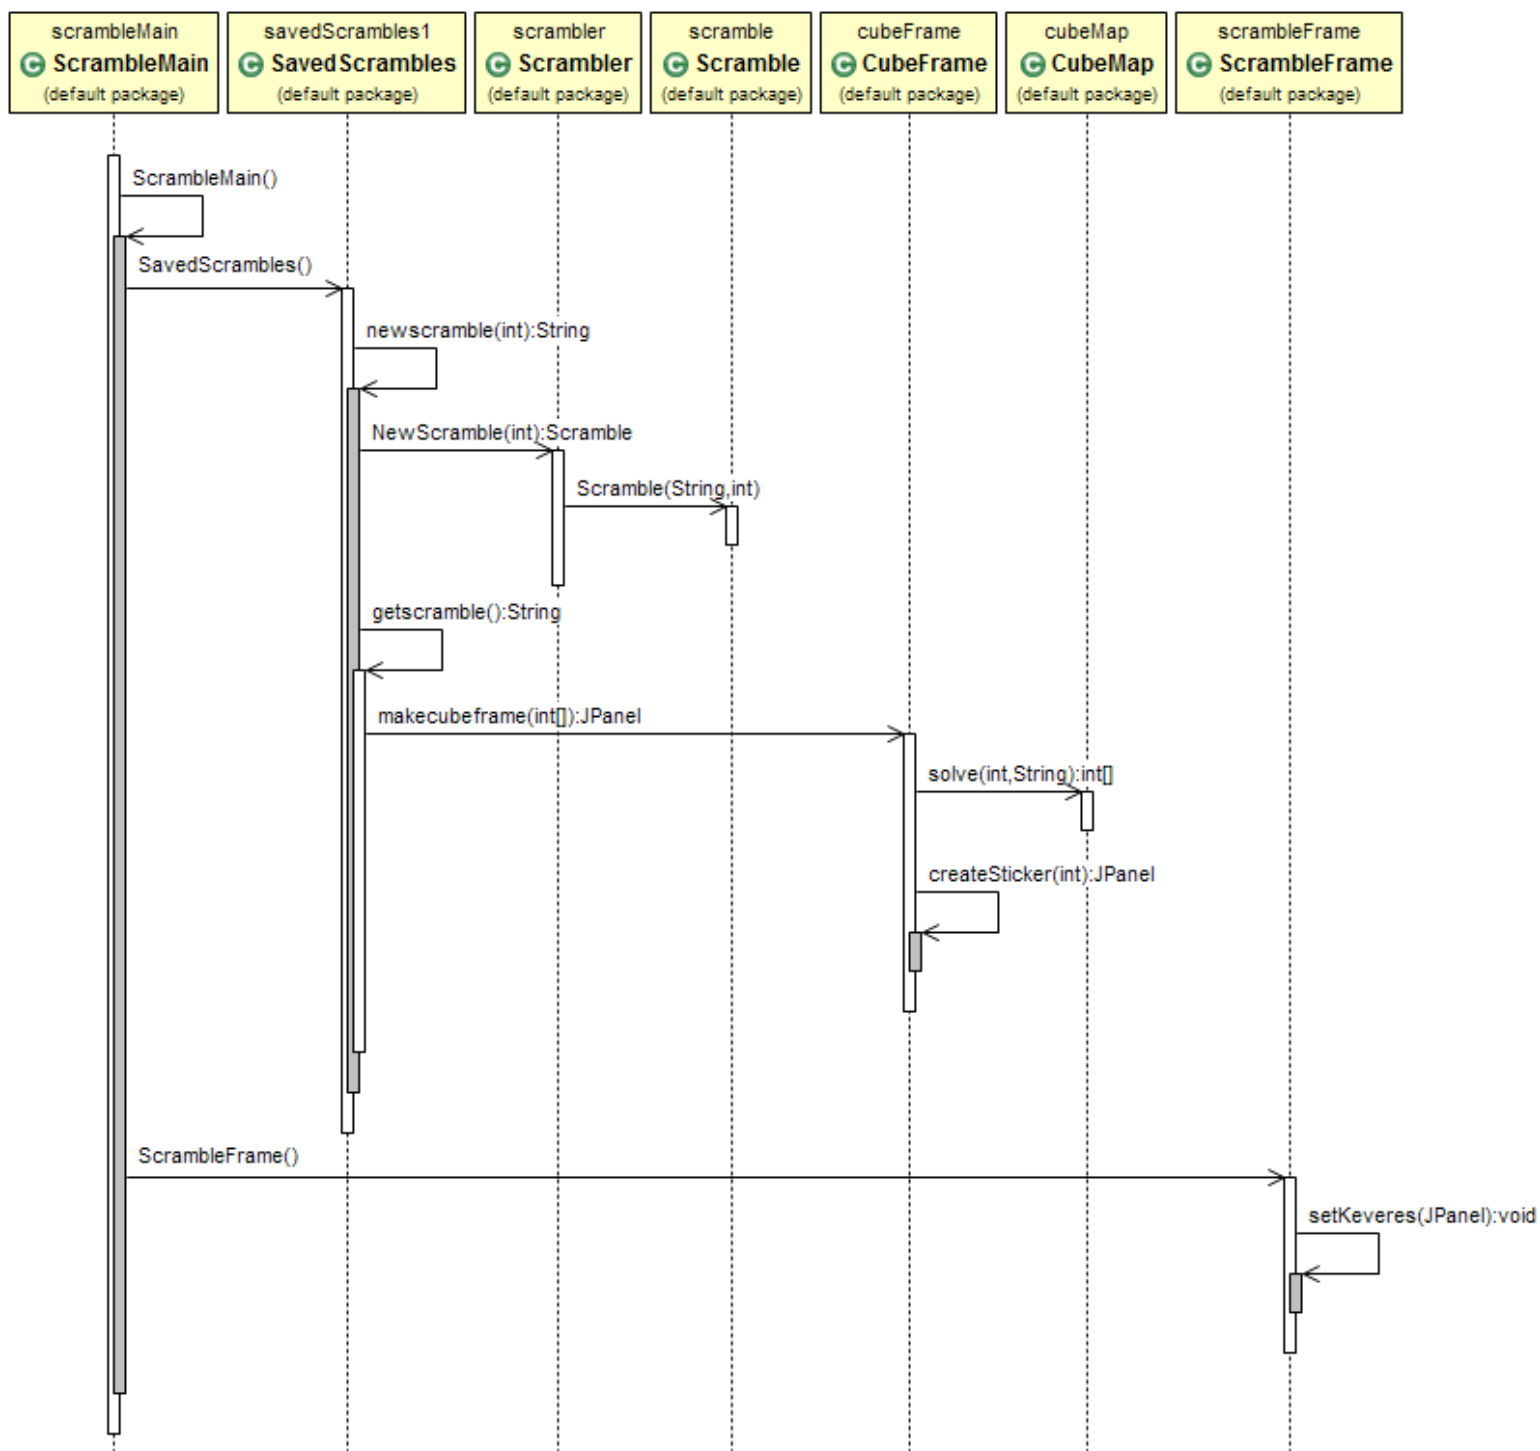 scrambleMain
C ScrambleMain
(default package)
savedScrambles1
C SavedScrambles
(default package)
scrambler
C Scrambler
(default package)
scramble
C Scramble
(default package)
cubeFrame
C CubeFrame
(default package)
cubeMap
C CubeMap
(default package)
scrambleFrame
C ScrambleFrame
(default package)
ScrambleMain()
SavedScrambles()
newscramble(int):String
NewScramble(int):Scramble
Scramble(String,int)
getscramble():String
makecubeframe(int[]):JPanel
solve(int,String):int[]
createSticker(int):JPanel
ScrambleFrame()
setKeveres(JPanel):void